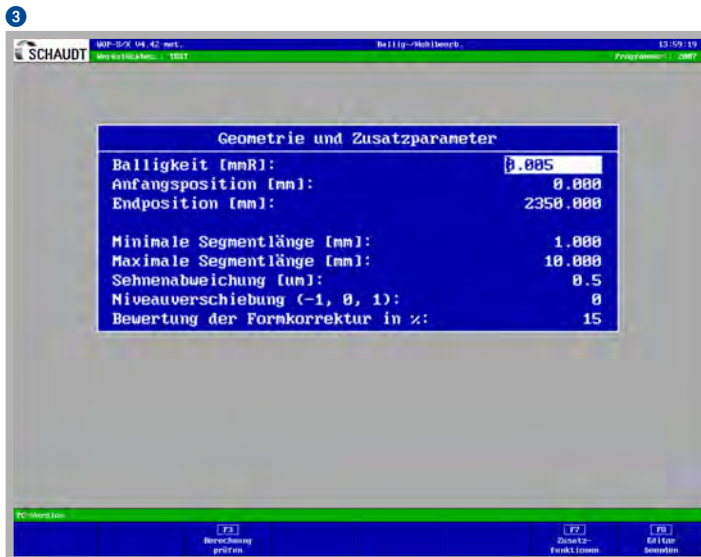 3
SCHAUDT
WOP-S/X V4.42 met.
Ballig-/Hohlbearb.
13:59:19
TEST
2007
Geometrie und Zusatzparameter
Balligkeit [mmR]: 0.005
Anfangsposition [mm]: 0.000
Endposition [mm]: 2350.000
Minimale Segmentlänge [mm]: 1.000
Maximale Segmentlänge [mm]: 10.000
Sehnenabweichung [um]: 0.5
Niveauverschiebung (-1, 0, 1): 0
Bewertung der Formkorrektur in %: 15
PC-Version
F3
Berechnung
prüfen
F7
Zusatz-
funktionen
F8
Editor
beenden